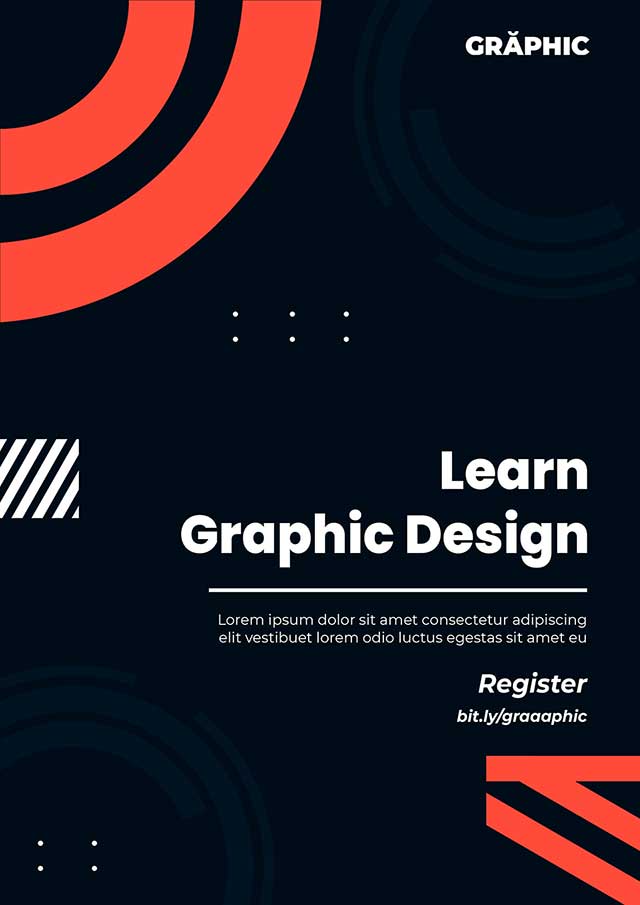 GRĂPHIC
Learn
Graphic Design
Lorem ipsum dolor sit amet consectetur adipiscing
elit vestibuet lorem odio luctus egestas sit amet eu
Register
bit.ly/graaaphic